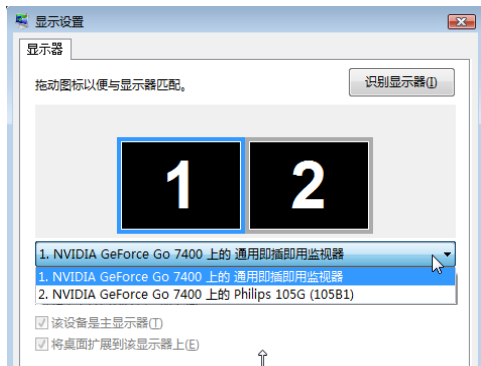 显示设置
显示器
拖动图标以便与显示器匹配。
识别显示器(I)
1 2
1. NVIDIA GeForce Go 7400 上的 通用即插即用监视器
1. NVIDIA GeForce Go 7400 上的 通用即插即用监视器
2. NVIDIA GeForce Go 7400 上的 Philips 105G (105B1)
该设备是主显示器(T)
将桌面扩展到该显示器上(E)